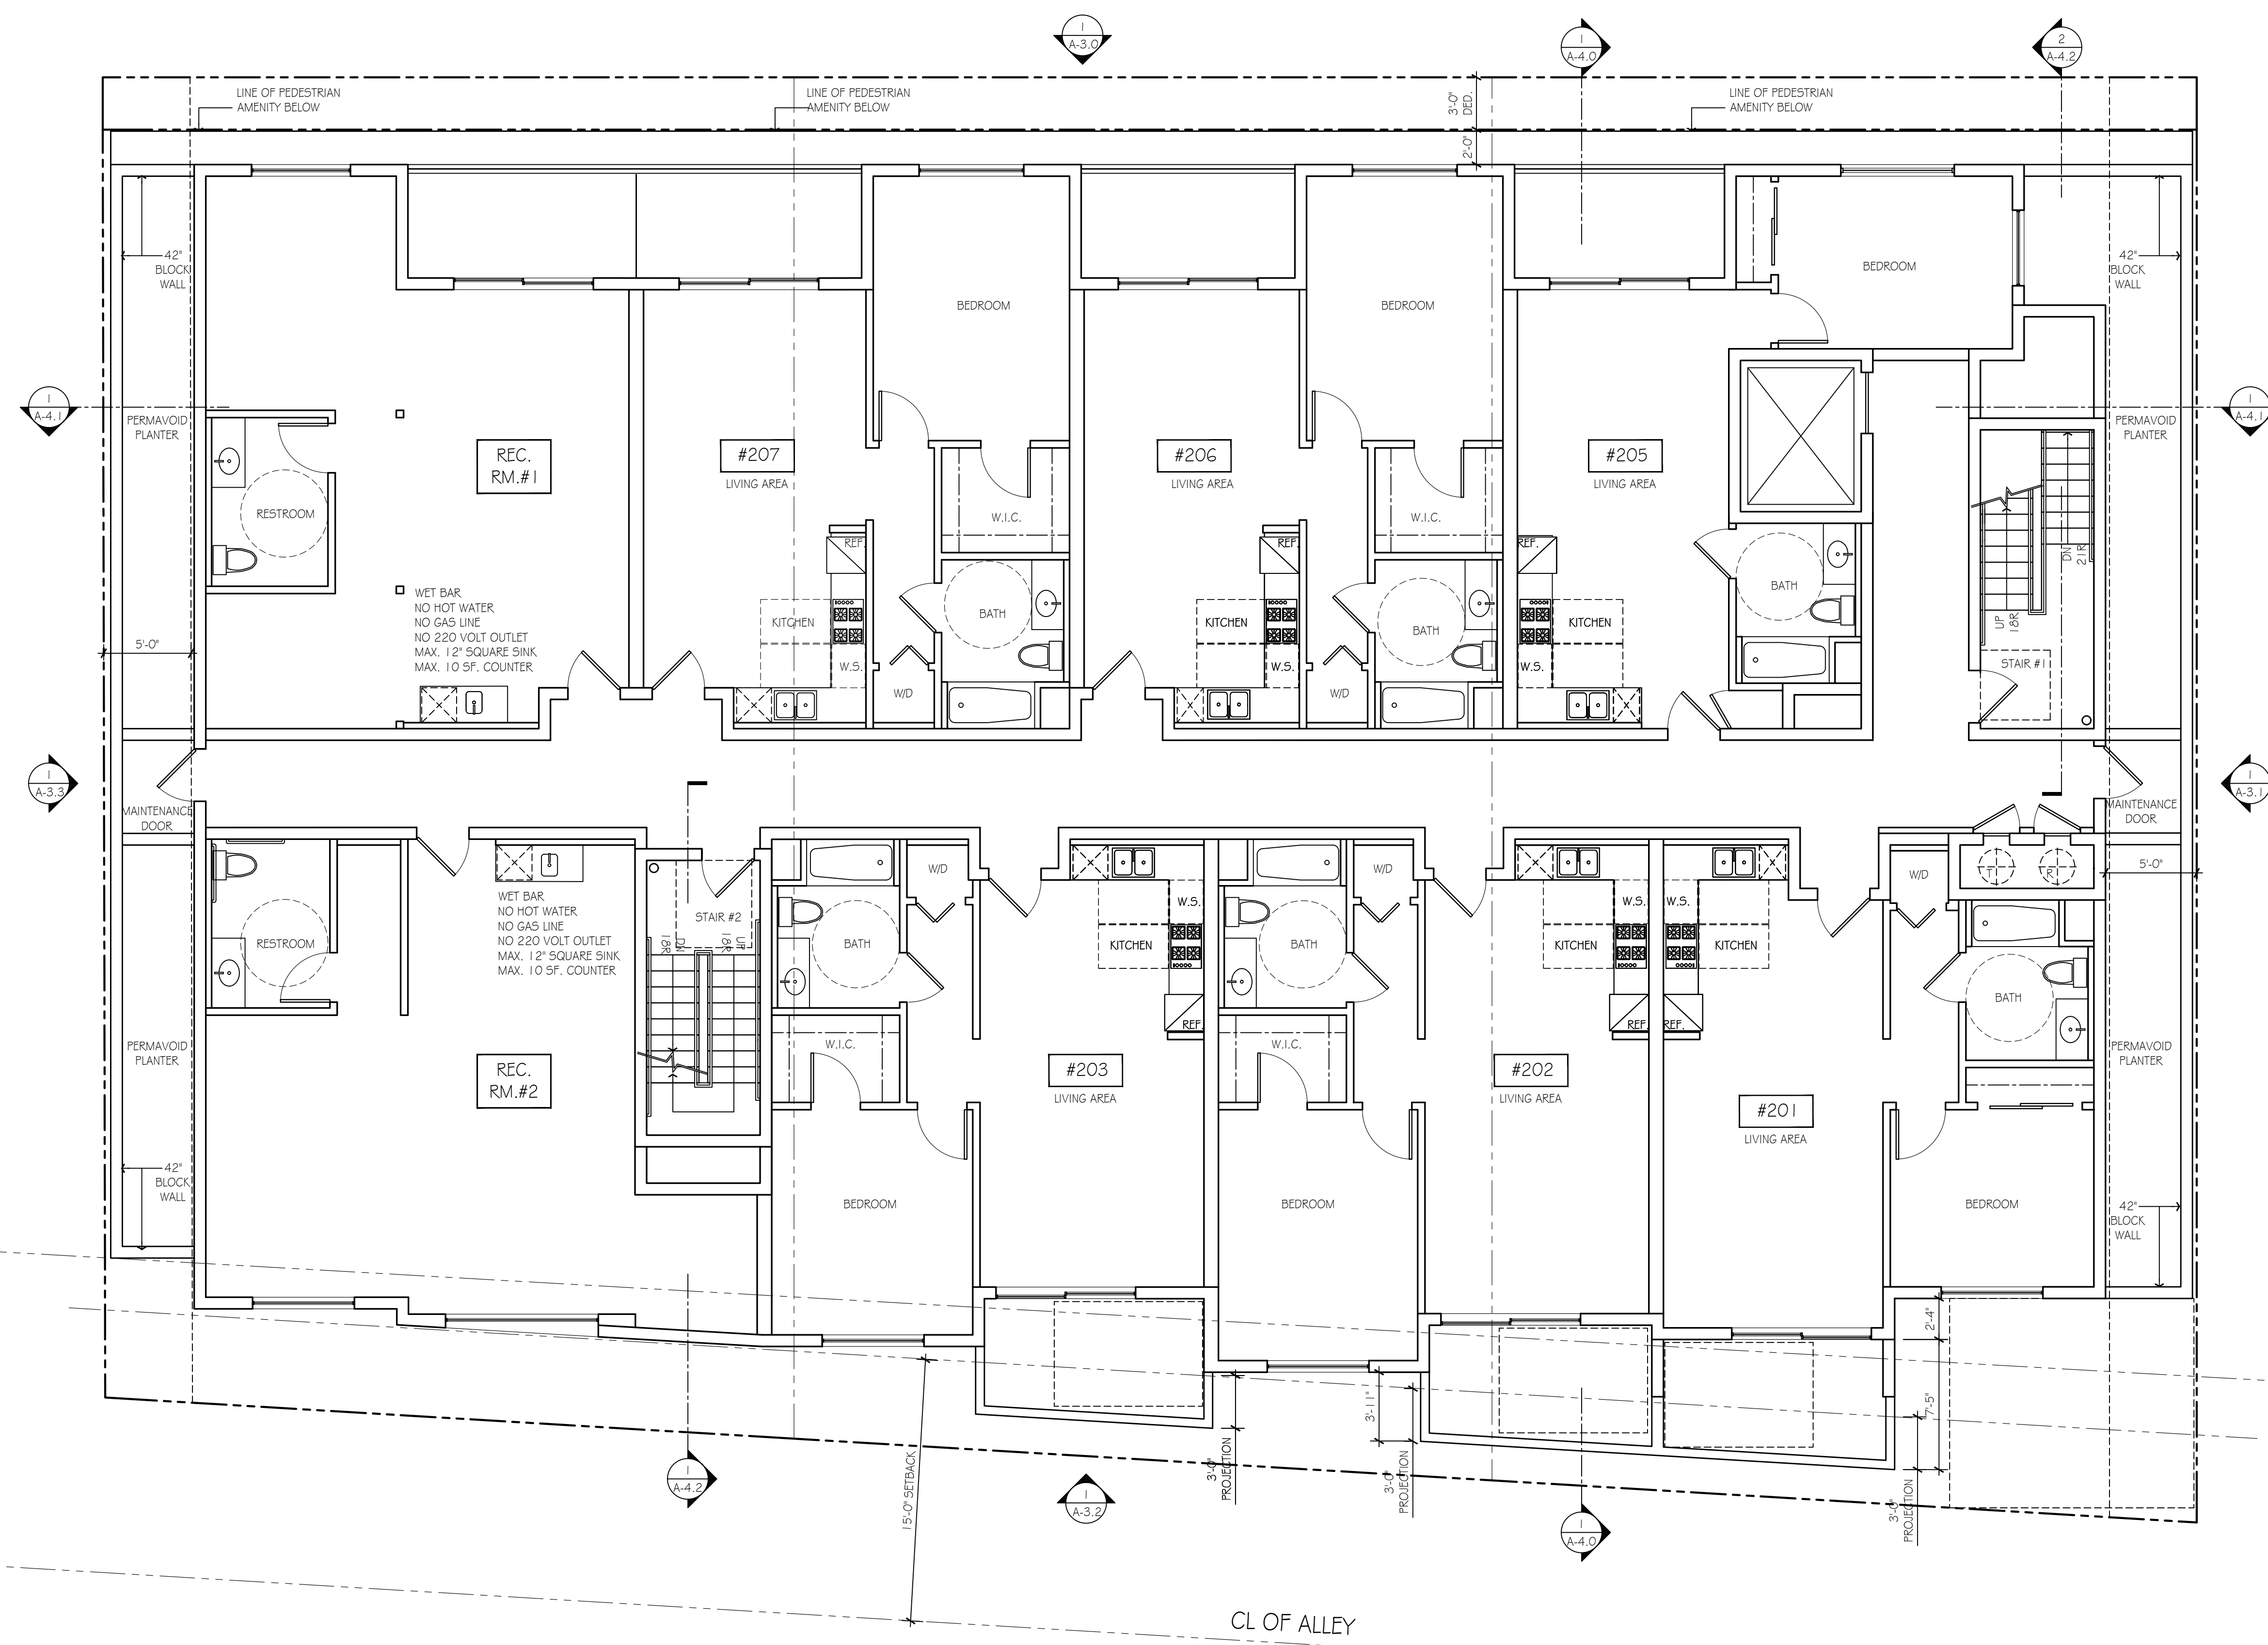 1
A-3.0
1
A-4.0
2
A-4.2
LINE OF PEDESTRIAN
AMENITY BELOW
LINE OF PEDESTRIAN
AMENITY BELOW
3'-0"
DED.
LINE OF PEDESTRIAN
AMENITY BELOW
2'-0"
42"
BLOCK
WALL
BEDROOM
BEDROOM
BEDROOM
42"
BLOCK
WALL
1
A-4.1
PERMAVOID
PLANTER
REC.
RM.#1
#207
LIVING AREA
#206
LIVING AREA
#205
LIVING AREA
PERMAVOID
PLANTER
1
A-4.1
RESTROOM
W.I.C.
W.I.C.
REF.
REF.
REF.
DN
21R
UP
18R
BATH
BATH
BATH
WET BAR
NO HOT WATER
NO GAS LINE
NO 220 VOLT OUTLET
MAX. 12" SQUARE SINK
MAX. 10 SF. COUNTER
KITCHEN
KITCHEN
KITCHEN
5'-0"
W.S.
W.S.
W.S.
STAIR #1
W/D
W/D
1
A-3.3
1
A-3.1
MAINTENANCE
DOOR
MAINTENANCE
DOOR
5'-0"
W/D
W/D
W/D
T
R
WET BAR
NO HOT WATER
NO GAS LINE
NO 220 VOLT OUTLET
MAX. 12" SQUARE SINK
MAX. 10 SF. COUNTER
STAIR #2
DN
18R
UP
18R
W.S.
W.S.
W.S.
RESTROOM
BATH
KITCHEN
BATH
KITCHEN
KITCHEN
BATH
REF.
REF.
REF.
PERMAVOID
PLANTER
W.I.C.
W.I.C.
PERMAVOID
PLANTER
REC.
RM.#2
#203
LIVING AREA
#202
LIVING AREA
#201
LIVING AREA
42"
BLOCK
WALL
BEDROOM
BEDROOM
BEDROOM
42"
BLOCK
WALL
2'-4"
3'-11"
7'-5"
1
A-4.2
15'-0" SETBACK
1
A-3.2
3'-0"
PROJECTION
3'-0"
PROJECTION
1
A-4.0
3'-0"
PROJECTION
CL OF ALLEY